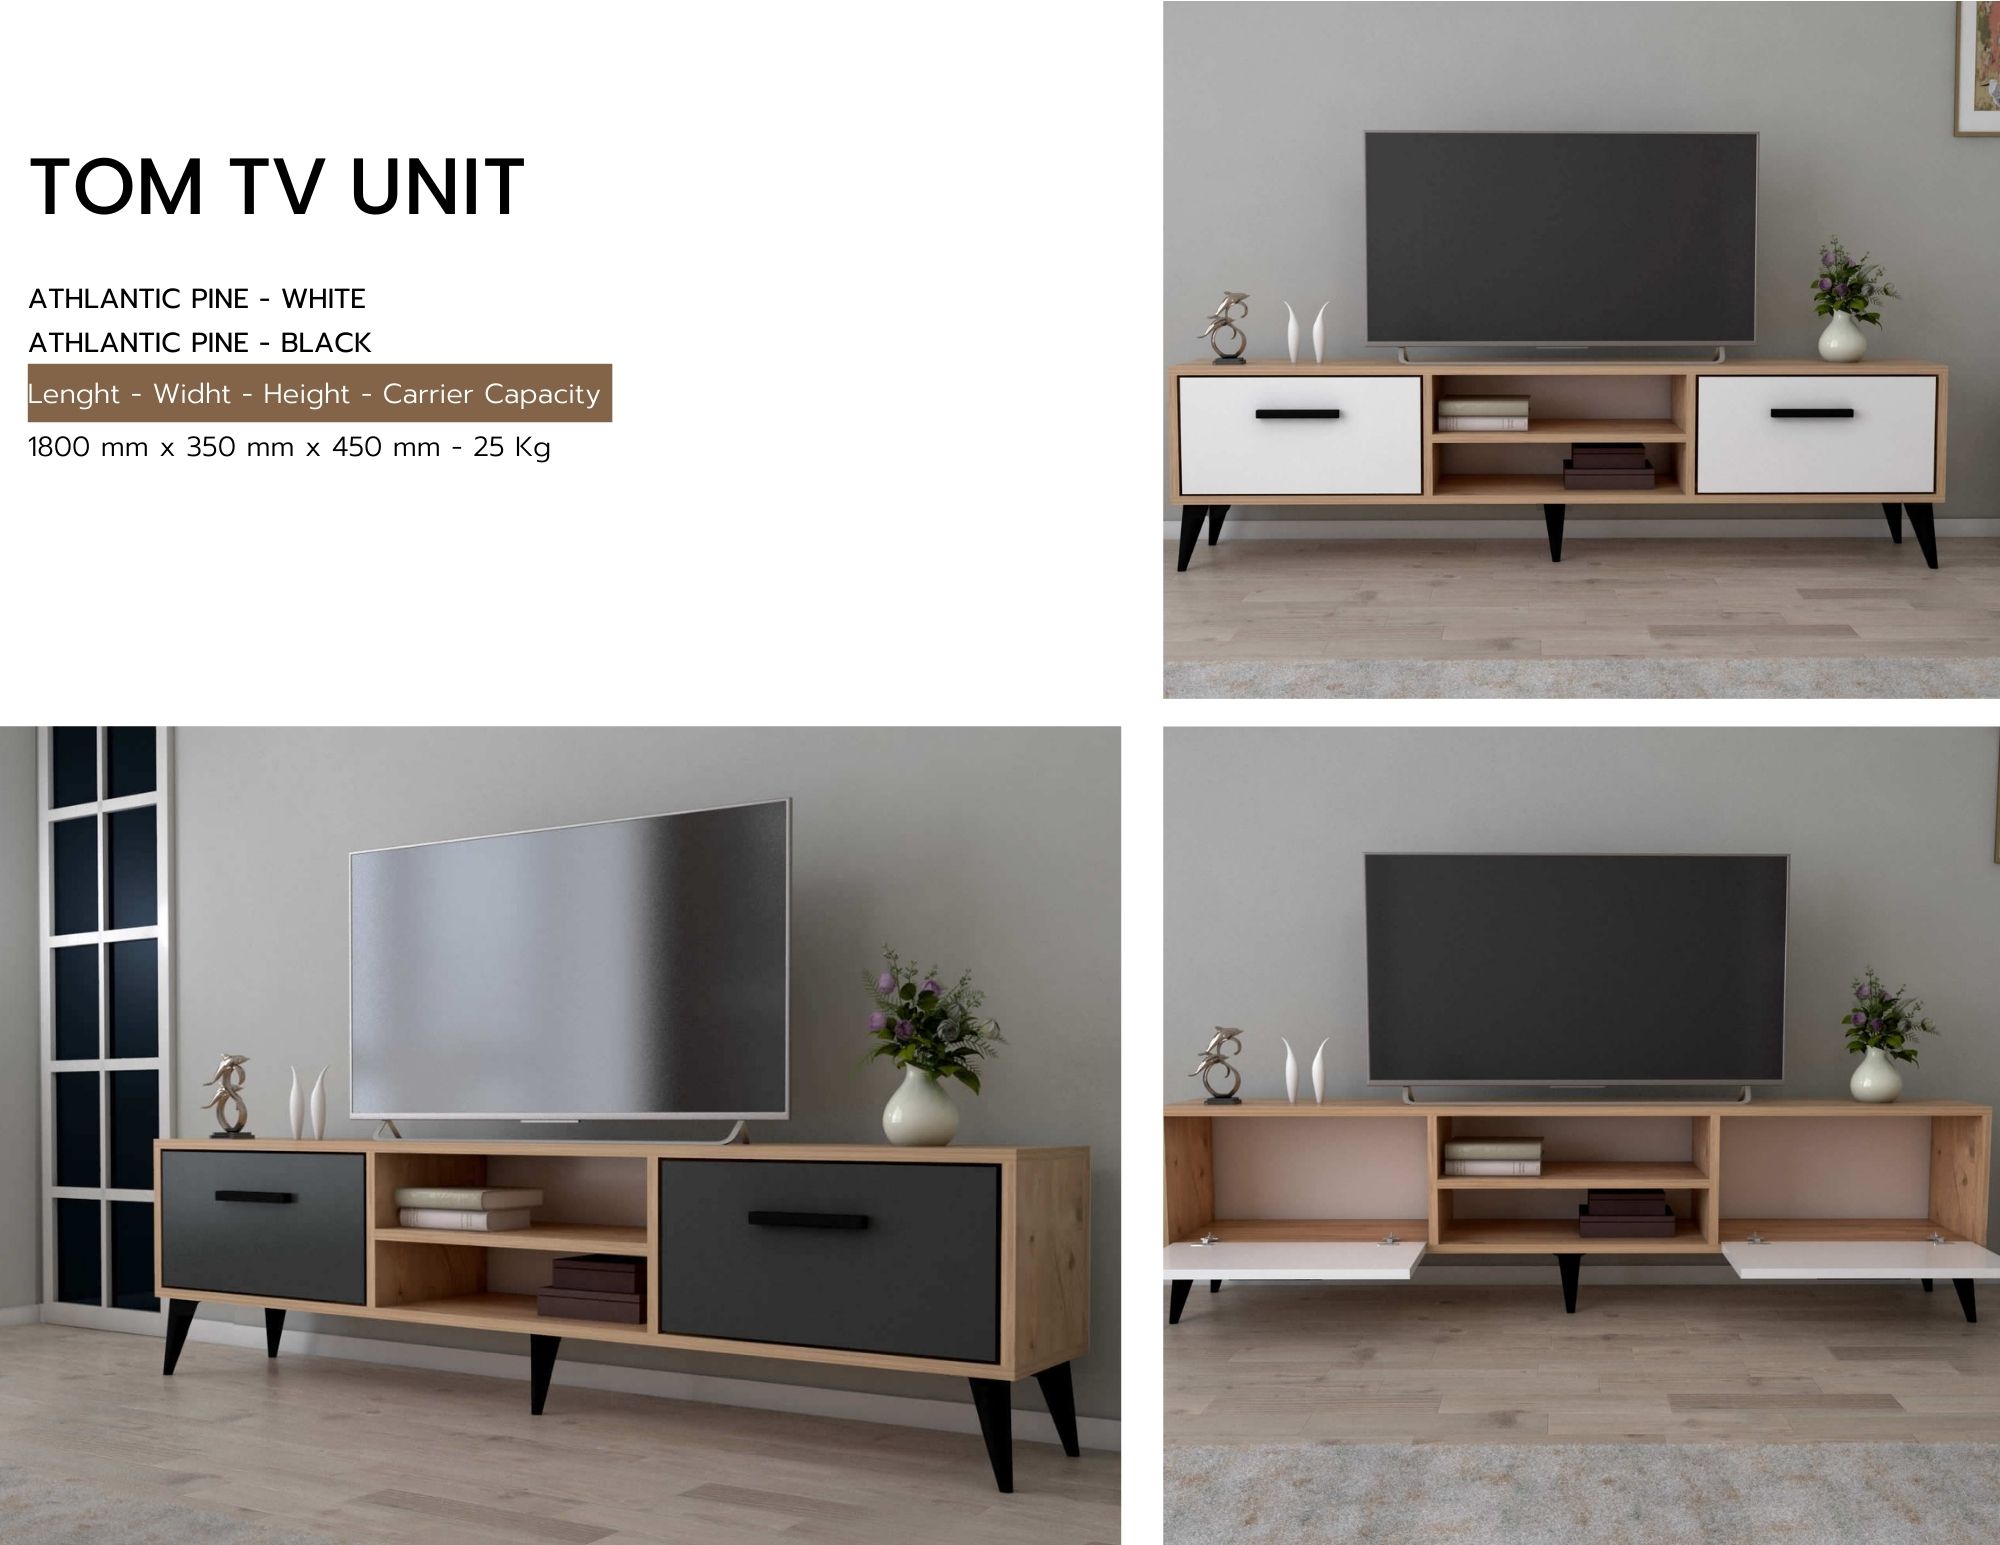 TOM TV UNIT
ATHLANTIC PINE - WHITE
ATHLANTIC PINE - BLACK
Lenght - Widht - Height - Carrier Capacity
1800 mm x 350 mm x 450 mm - 25 Kg